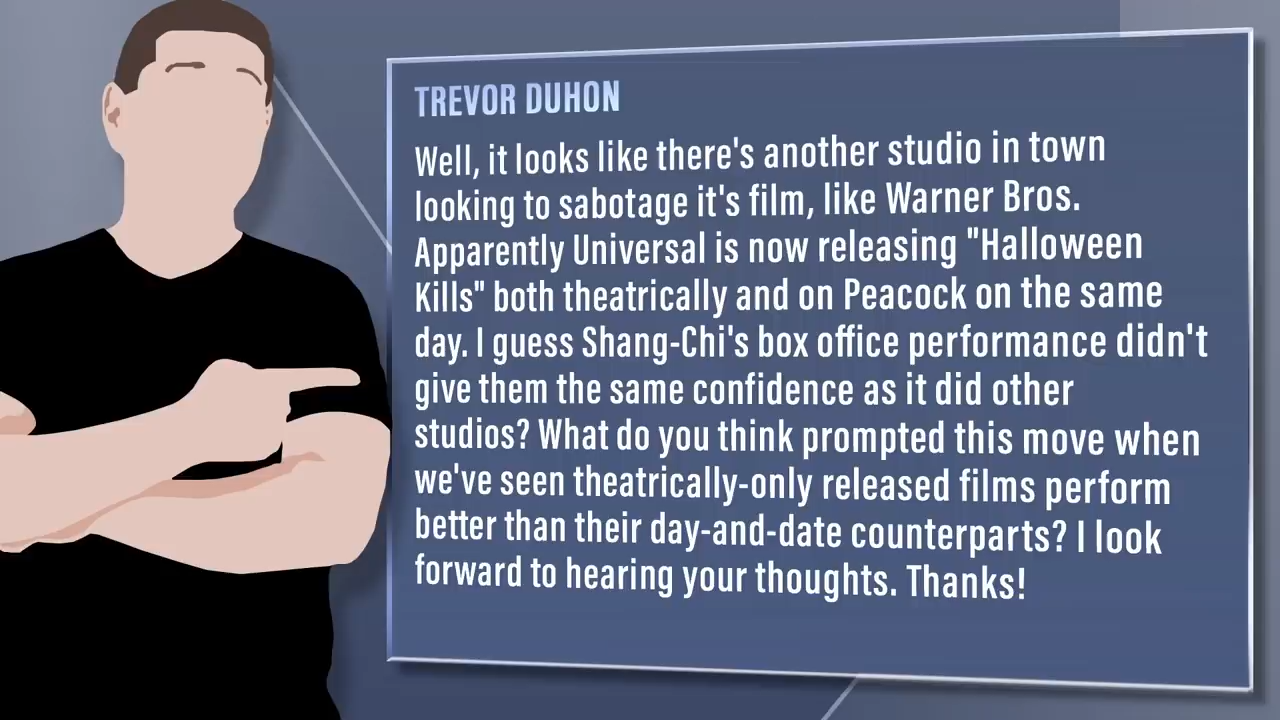 TREVOR DUHON
Well, it looks like there's another studio in town
looking to sabotage it's film, like Warner Bros.
Apparently Universal is now releasing "Halloween
Kills" both theatrically and on Peacock on the same
day. I guess Shang-Chi's box office performance didn't
give them the same confidence as it did other
studios? What do you think prompted this move when
we've seen theatrically-only released films perform
better than their day-and-date counterparts? I look
forward to hearing your thoughts. Thanks!